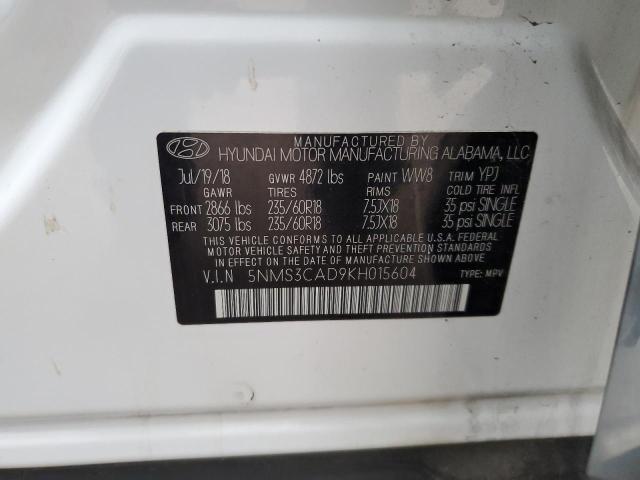 MANUFACTURED BY
HYUNDAI MOTOR MANUFACTURING ALABAMA, LLC
Jul/19/18 GVWR 4872 lbs PAINT WW8 TRIM YPJ
GAWR TIRES RIMS COLD TIRE INFL
FRONT 2866 lbs 235/60R18 7.5JX18 35 psi SINGLE
REAR 3075 lbs 235/60R18 7.5JX18 35 psi SINGLE
THIS VEHICLE CONFORMS TO ALL APPLICABLE U.S.A. FEDERAL
MOTOR VEHICLE SAFETY AND THEFT PREVENTION STANDARDS
IN EFFECT ON THE DATE OF MANUFACTURE SHOWN ABOVE.
V.I.N 5NMS3CAD9KH015604 TYPE: MPV